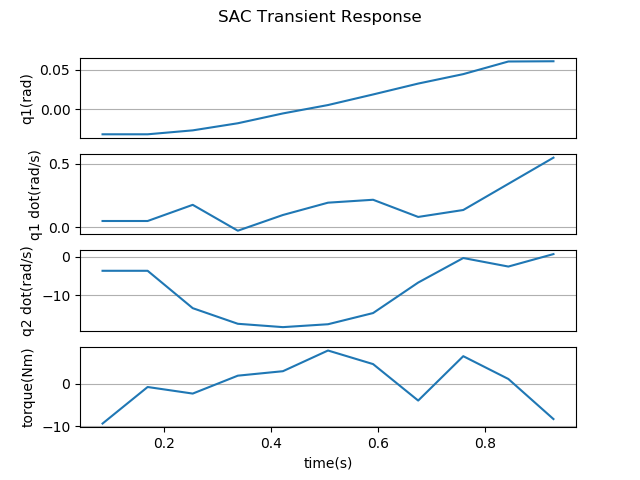 SAC Transient Response
q1(rad)
0.05
0.00
q1 dot(rad/s)
0.5
0.0
q2 dot(rad/s)
0
−10
torque(Nm)
0
−10
0.2 0.4 0.6 0.8
time(s)